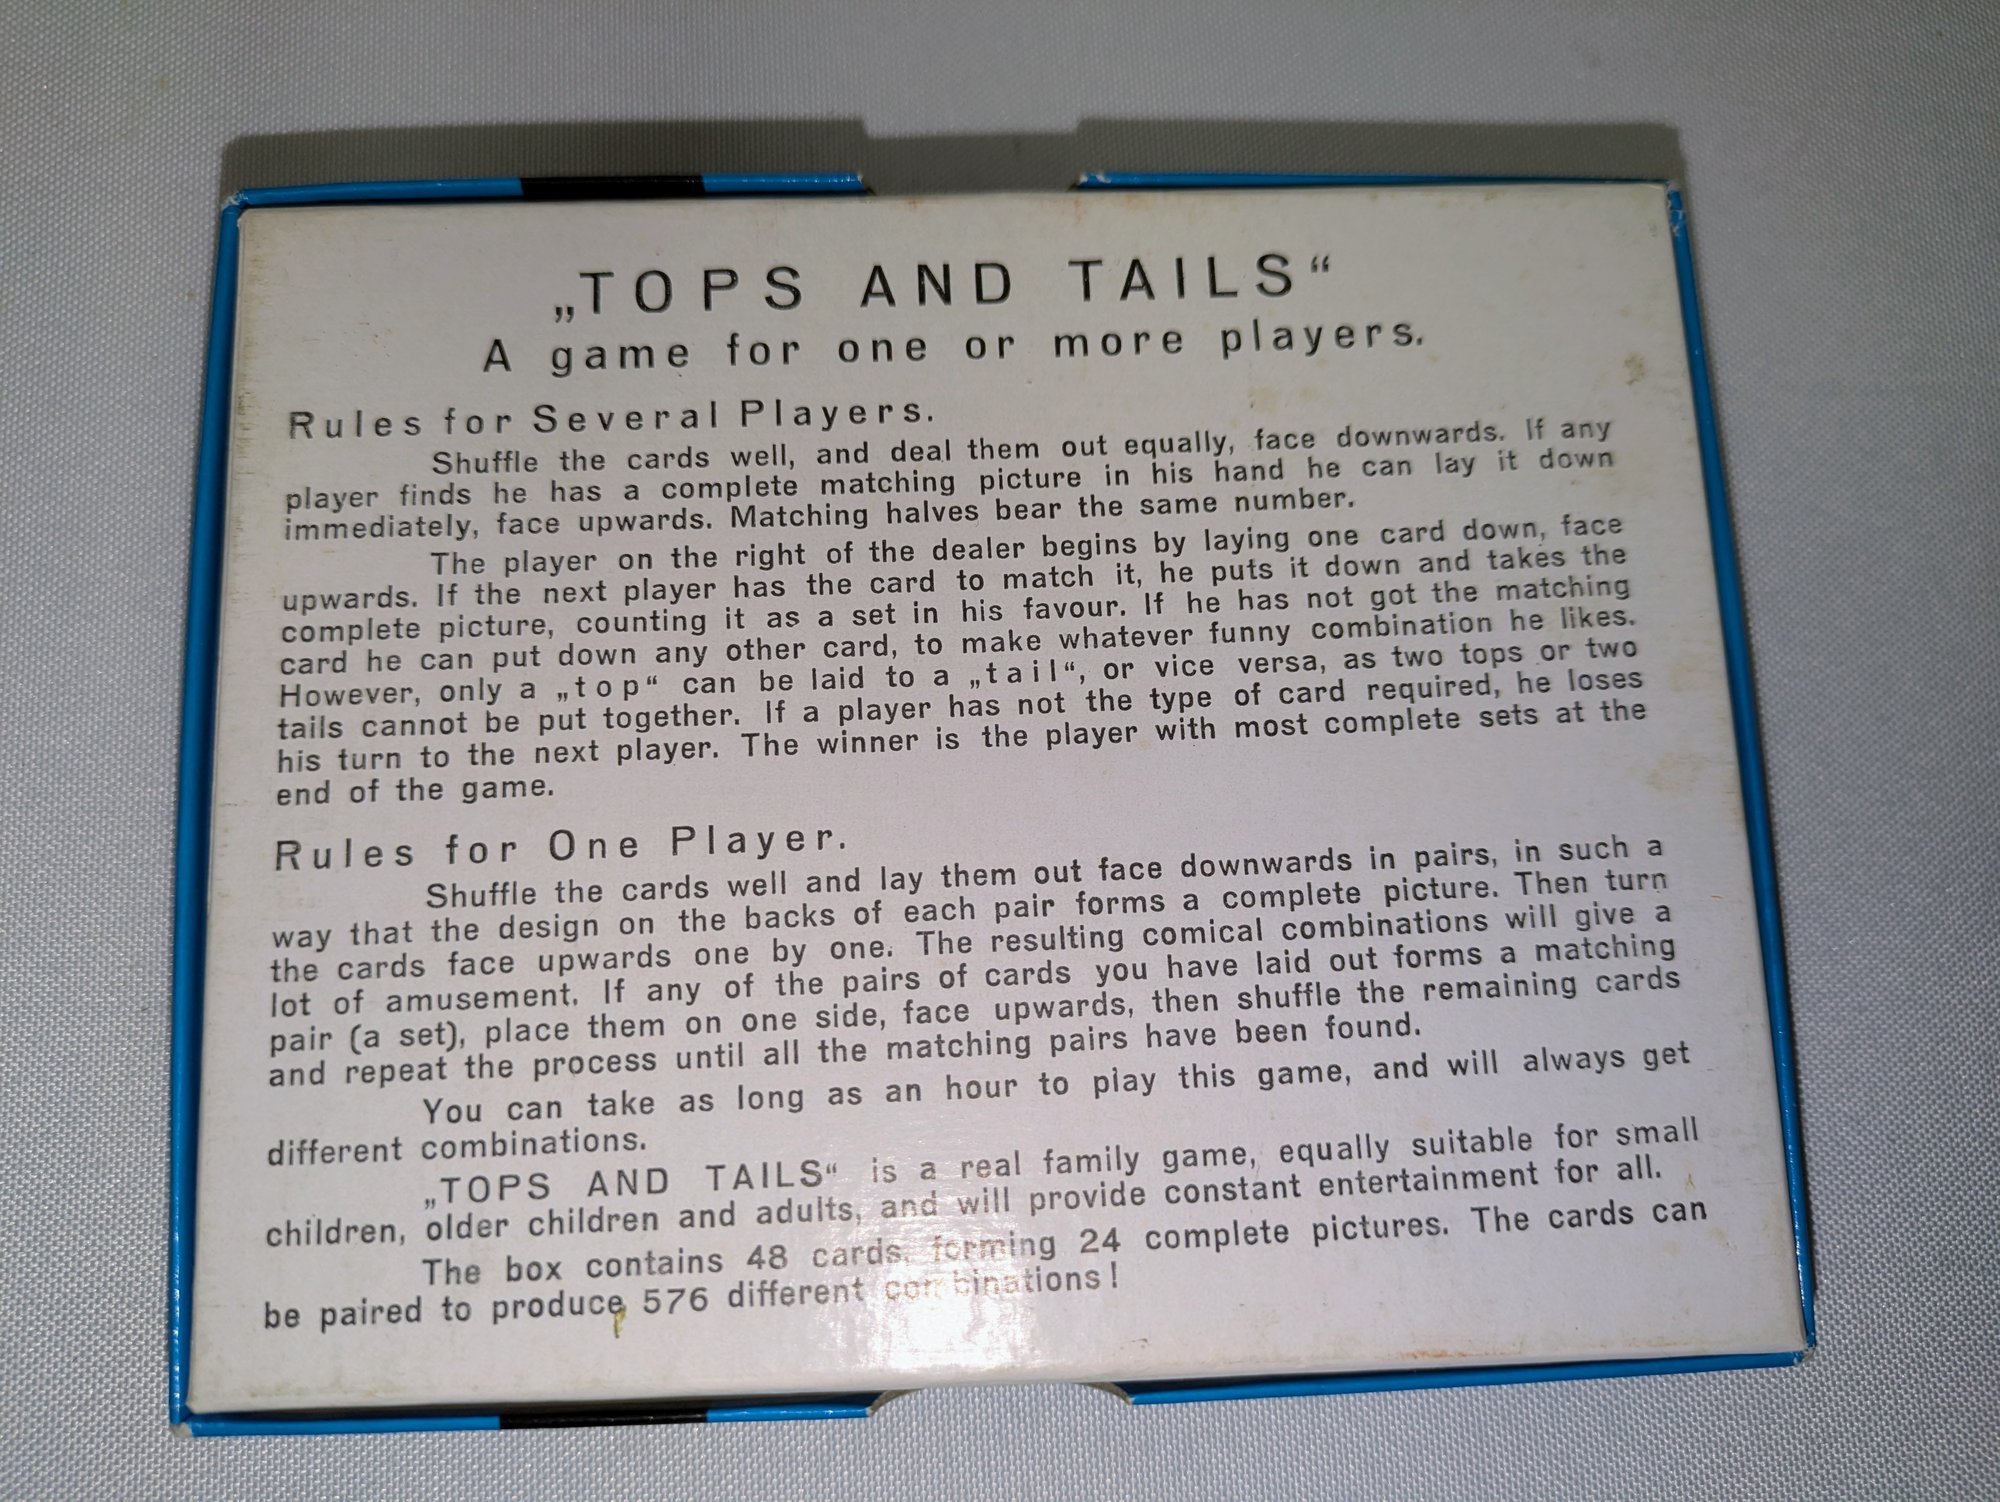 „TOPS AND TAILS“
A game for one or more players.
Rules for Several Players.
Shuffle the cards well, and deal them out equally, face downwards. If any
player finds he has a complete matching picture in his hand he can lay it down
immediately, face upwards. Matching halves bear the same number.
The player on the right of the dealer begins by laying one card down, face
upwards. If the next player has the card to match it, he puts it down and takes the
complete picture, counting it as a set in his favour. If he has not got the matching
card he can put down any other card, to make whatever funny combination he likes.
However, only a „top“ can be laid to a „tail“, or vice versa, as two tops or two
tails cannot be put together. If a player has not the type of card required, he loses
his turn to the next player. The winner is the player with most complete sets at the
end of the game.
Rules for One Player.
Shuffle the cards well and lay them out face downwards in pairs, in such a
way that the design on the backs of each pair forms a complete picture. Then turn
the cards face upwards one by one. The resulting comical combinations will give a
lot of amusement. If any of the pairs of cards you have laid out forms a matching
pair (a set), place them on one side, face upwards, then shuffle the remaining cards
and repeat the process until all the matching pairs have been found.
You can take as long as an hour to play this game, and will always get
different combinations.
„TOPS AND TAILS“ is a real family game, equally suitable for small
children, older children and adults, and will provide constant entertainment for all.
The box contains 48 cards, forming 24 complete pictures. The cards can
be paired to produce 576 different combinations!